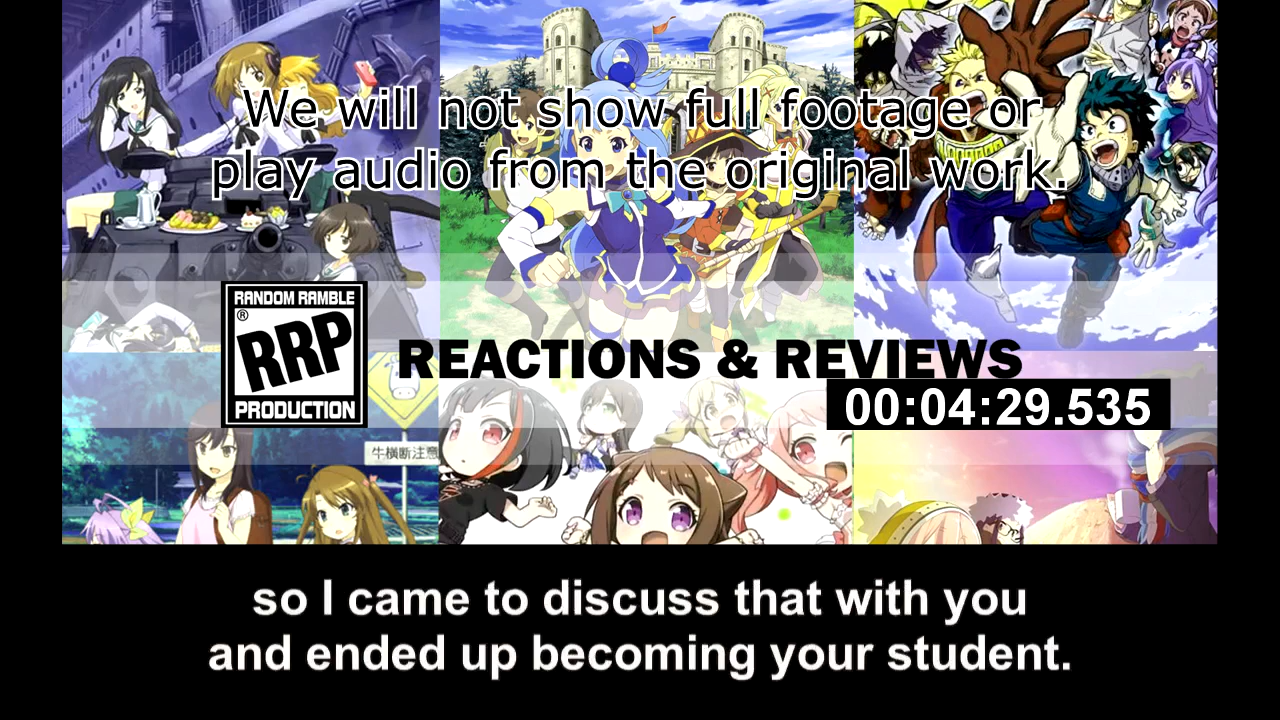 We will not show full footage or
play audio from the original work.
RANDOM RAMBLE
®
RRP
PRODUCTION
REACTIONS & REVIEWS
00:04:29.535
牛横断注意
so I came to discuss that with you
and ended up becoming your student.